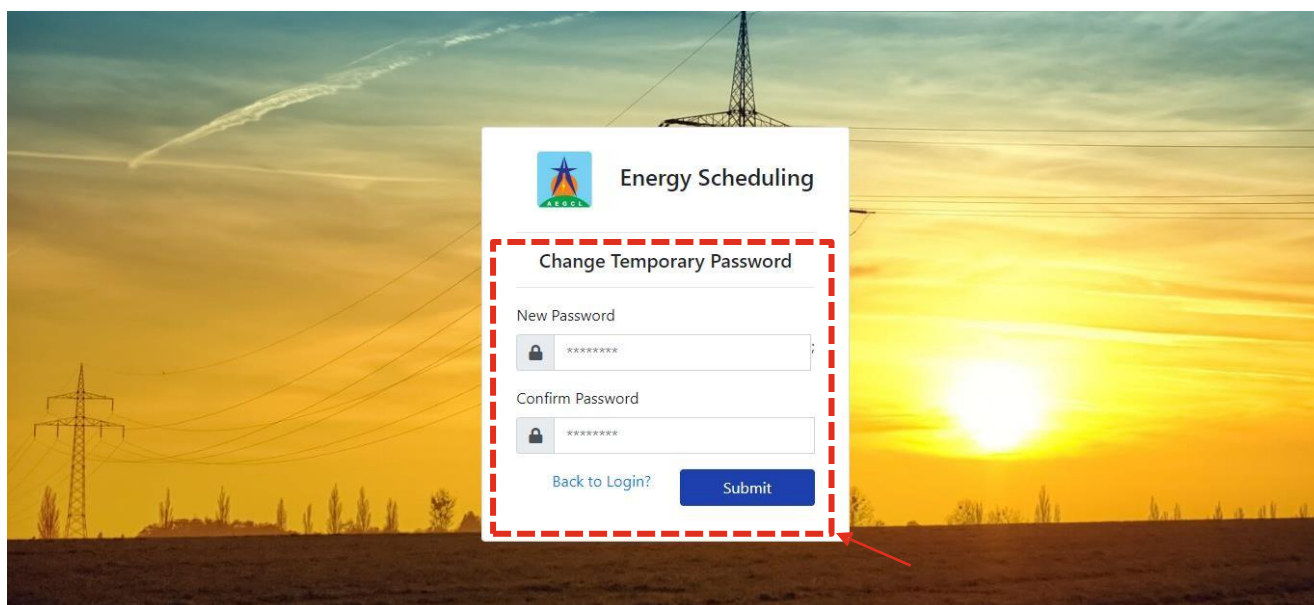 AEGCL
Energy Scheduling
Change Temporary Password
New Password
******** ;
Confirm Password
********
Back to Login?
Submit